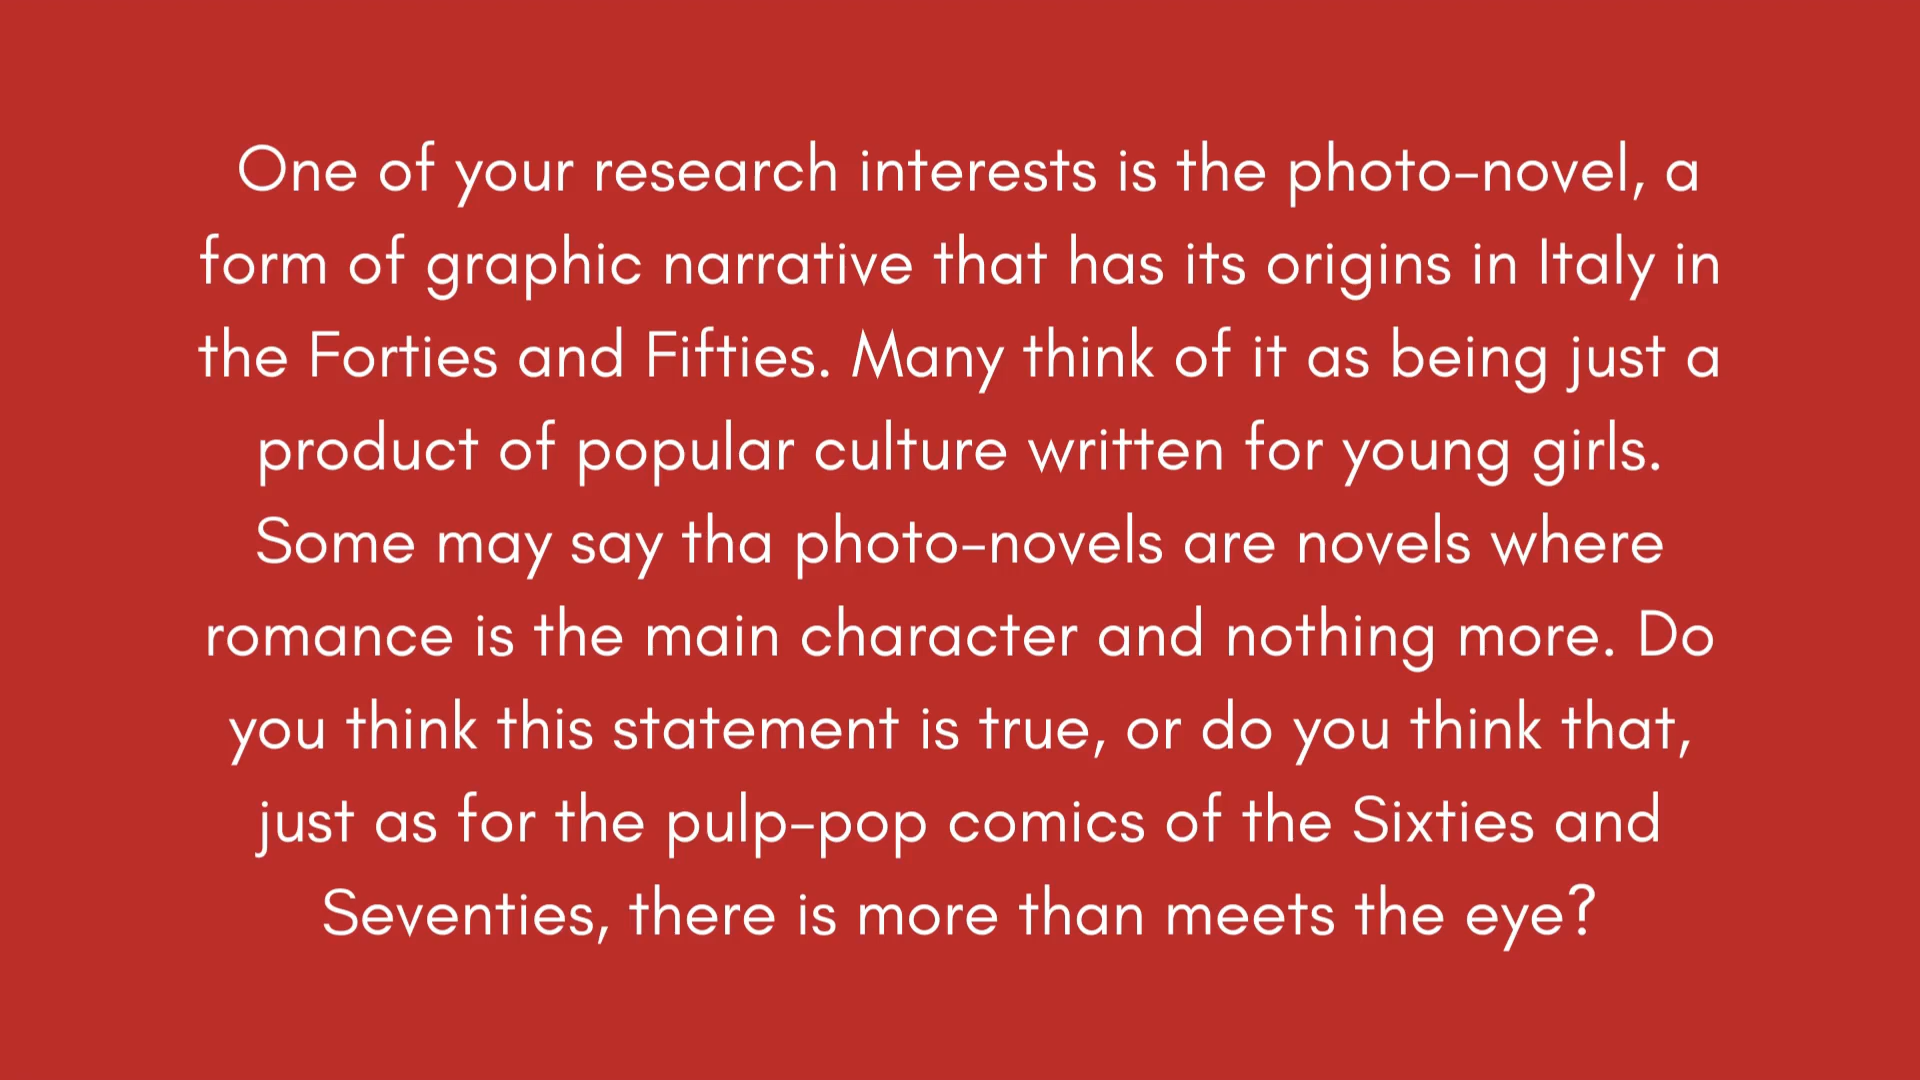 One of your research interests is the photo-novel, a
form of graphic narrative that has its origins in Italy in
the Forties and Fifties. Many think of it as being just a
product of popular culture written for young girls.
Some may say tha photo-novels are novels where
romance is the main character and nothing more. Do
you think this statement is true, or do you think that,
just as for the pulp-pop comics of the Sixties and
Seventies, there is more than meets the eye?